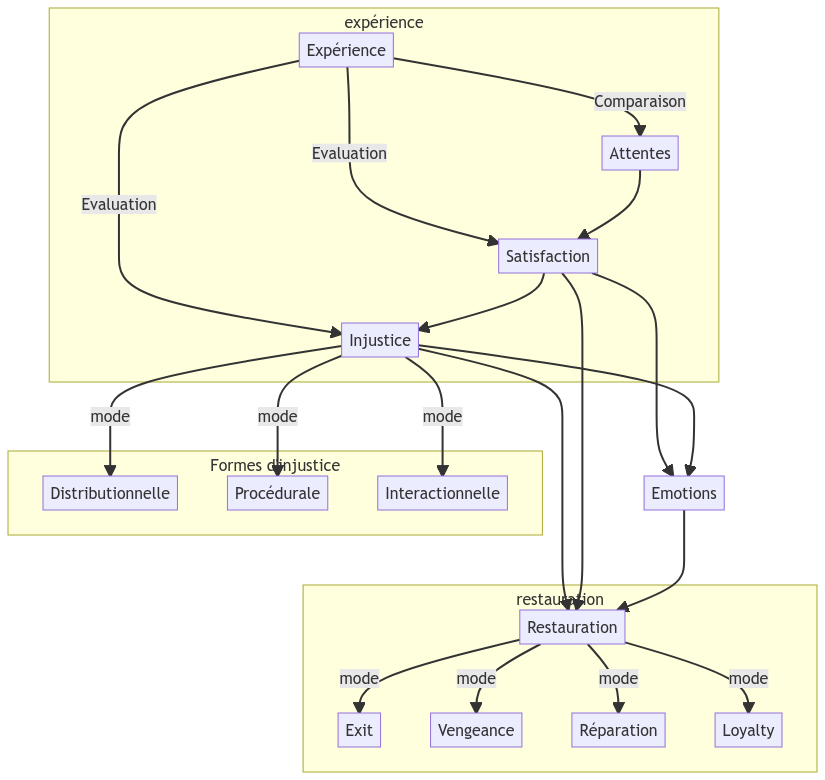 expérience
Expérience
Comparaison
Evaluation
Attentes
Evaluation
Satisfaction
Injustice
mode
mode
mode
Formes d'injustice
Distributionnelle
Procédurale
Interactionnelle
Emotions
restauration
Restauration
mode
mode
mode
mode
Exit
Vengeance
Réparation
Loyalty